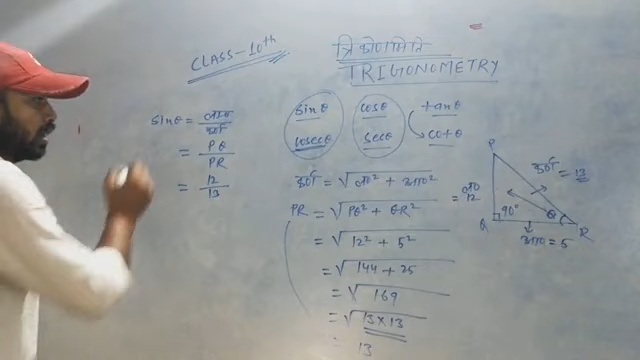 CLASS-10th
त्रिकोणमिति
TRIGONOMETRY
sinθ = लम्ब/कर्ण
= PQ/PR
= 12/13
sinθ cosθ tanθ
cosecθ secθ cotθ
कर्ण = √लम्ब² + आधार²
PR = √PQ² + QR²
= √12² + 5²
= √144 + 25
= √169
= √13×13
= 13
P
कर्ण = 13
12
90°
θ
Q
R
= 5